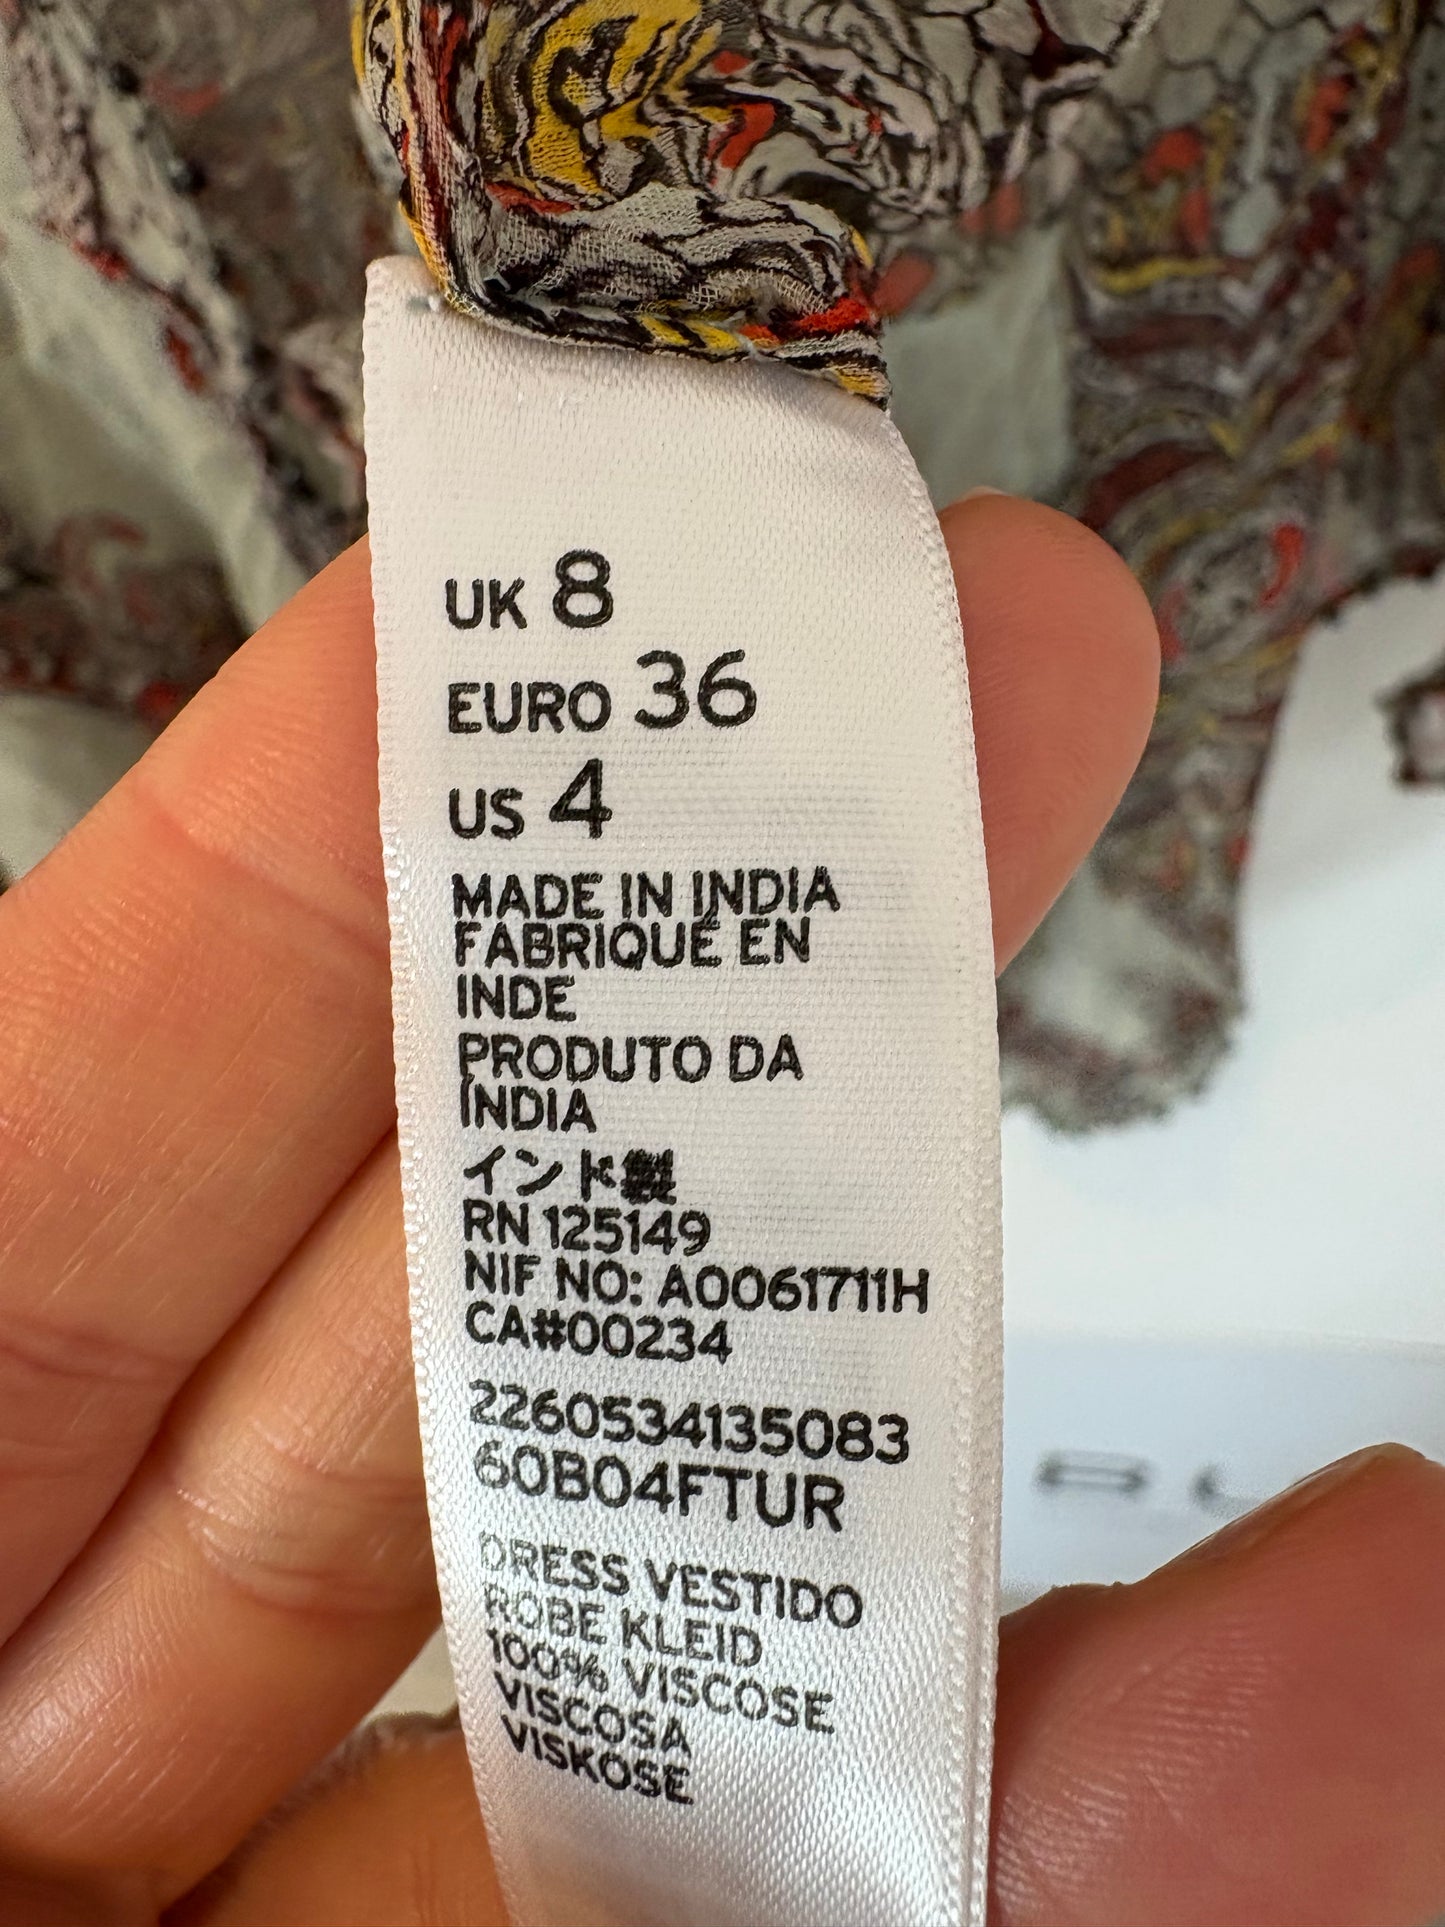 UK 8
EURO 36
US 4
MADE IN INDIA
FABRIQUÉ EN
INDE
PRODUTO DA
ÍNDIA
インド製
RN 125149
NIF NO: A0061711H
CA#00234
2260534135083
60B04FTUR
DRESS VESTIDO
ROBE KLEID
100% VISCOSE
VISCOSA
VISKOSE